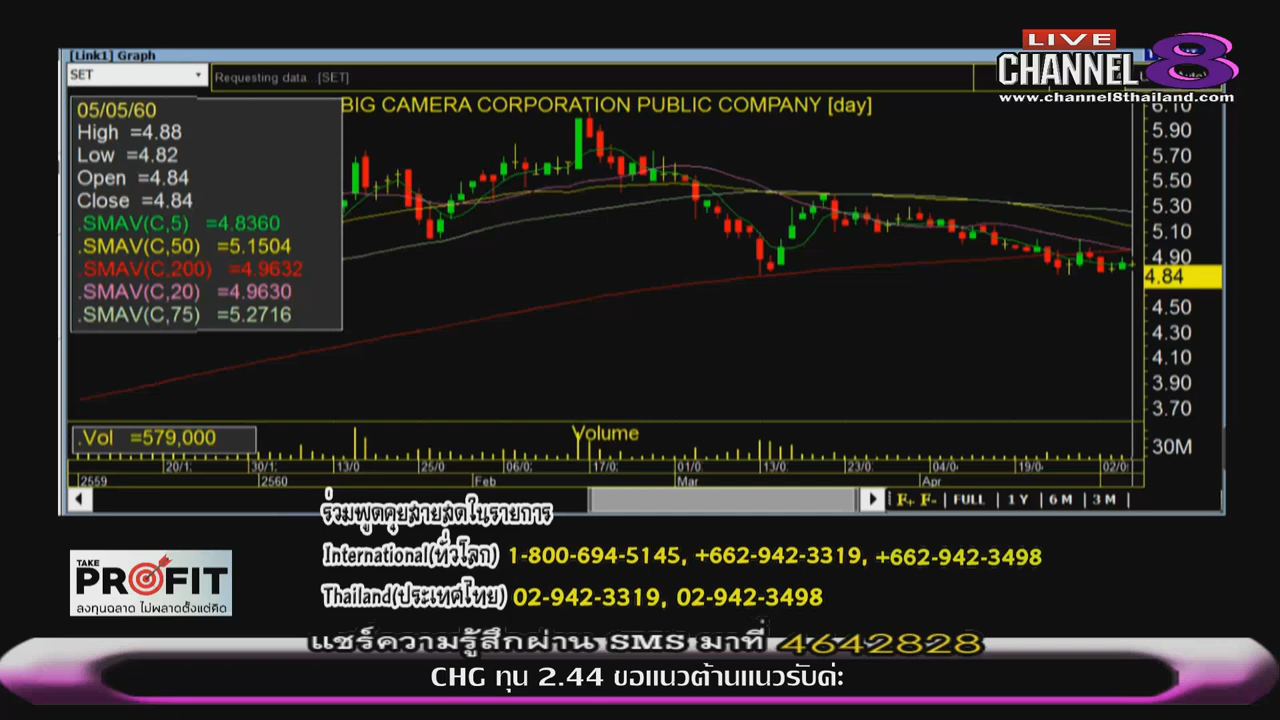 [Link1] Graph
SET
Requesting data...[SET]
LIVE
CHANNEL 8
www.channel8thailand.com
BIG CAMERA CORPORATION PUBLIC COMPANY [day]
05/05/60
High =4.88
Low =4.82
Open =4.84
Close =4.84
.SMAV(C,5) =4.8360
.SMAV(C,50) =5.1504
.SMAV(C,200) =4.9632
.SMAV(C,20) =4.9630
.SMAV(C,75) =5.2716
6.10
5.90
5.70
5.50
5.30
5.10
4.90
4.84
4.50
4.30
4.10
3.90
3.70
.Vol =579,000
Volume
30M
20/1: 30/1: 13/0 25/0 06/0: 17/0: 01/0: 13/0: 23/0: 04/0 19/0 02/0
2559 2560 Feb Mar Apr
F+ F- FULL 1 Y 6 M 3 M
ร่วมพูดคุยสายสดในรายการ
International(ทั่วโลก) 1-800-694-5145, +662-942-3319, +662-942-3498
Thailand(ประเทศไทย) 02-942-3319, 02-942-3498
TAKE
PROFIT
ลงทุนฉลาด ไม่พลาดตั้งแต่คิด
แชร์ความรู้สึกผ่าน SMS มาที่ 4642828
CHG ทุน 2.44 ขอแนวต้านแนวรับค่ะ